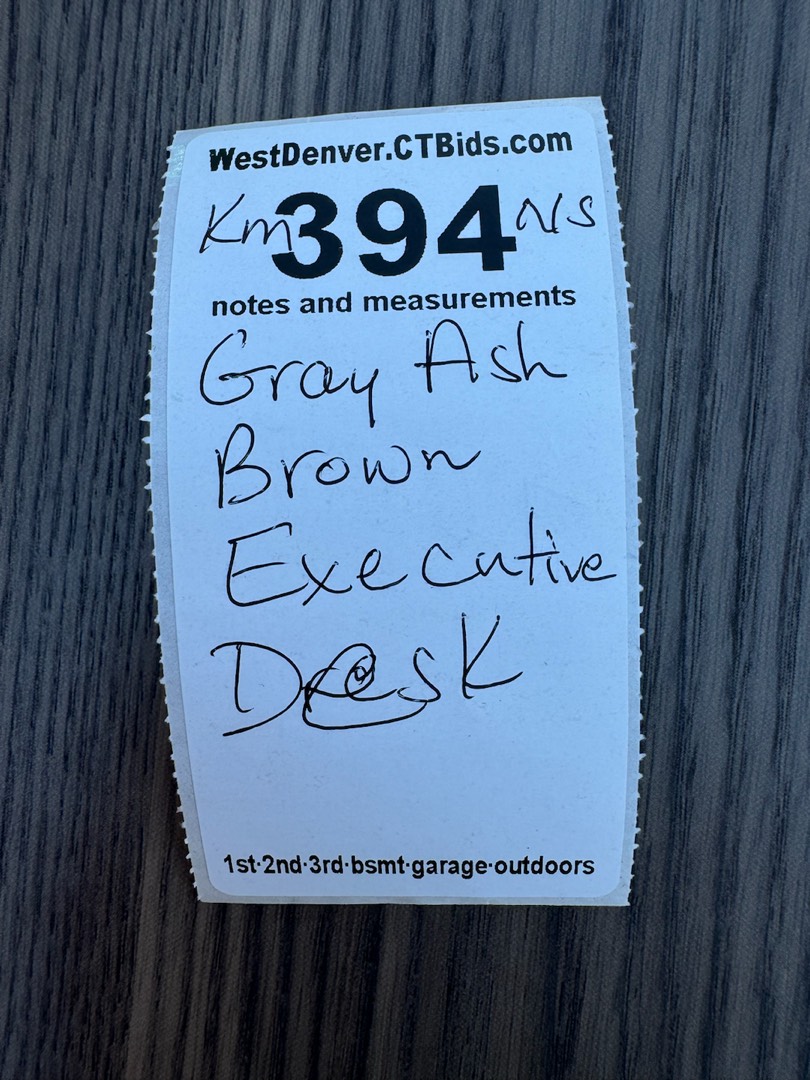 WestDenver.CTBids.com
Km 394 NS
notes and measurements
Gray Ash
Brown
Executive
Desk
1st·2nd·3rd·bsmt·garage·outdoors